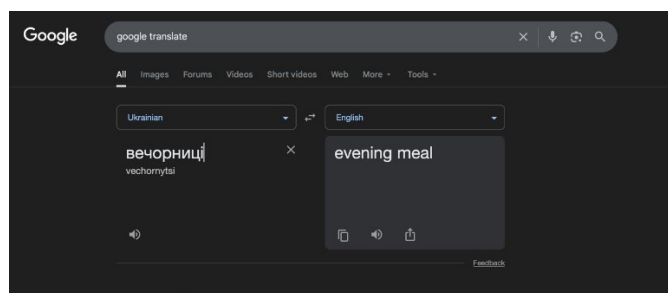 Google
google translate
All Images Forums Videos Short videos Web More Tools
Ukrainian English
вечорниці
vechornytsi
evening meal
Feedback